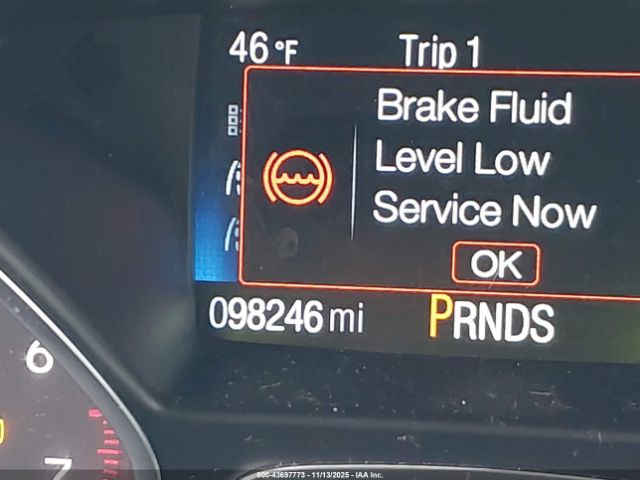 46 °F Trip 1
Brake Fluid
Level Low
Service Now
OK
098246 mi PRNDS
6
7
000-43697773 - 11/13/2025 - IAA Inc.